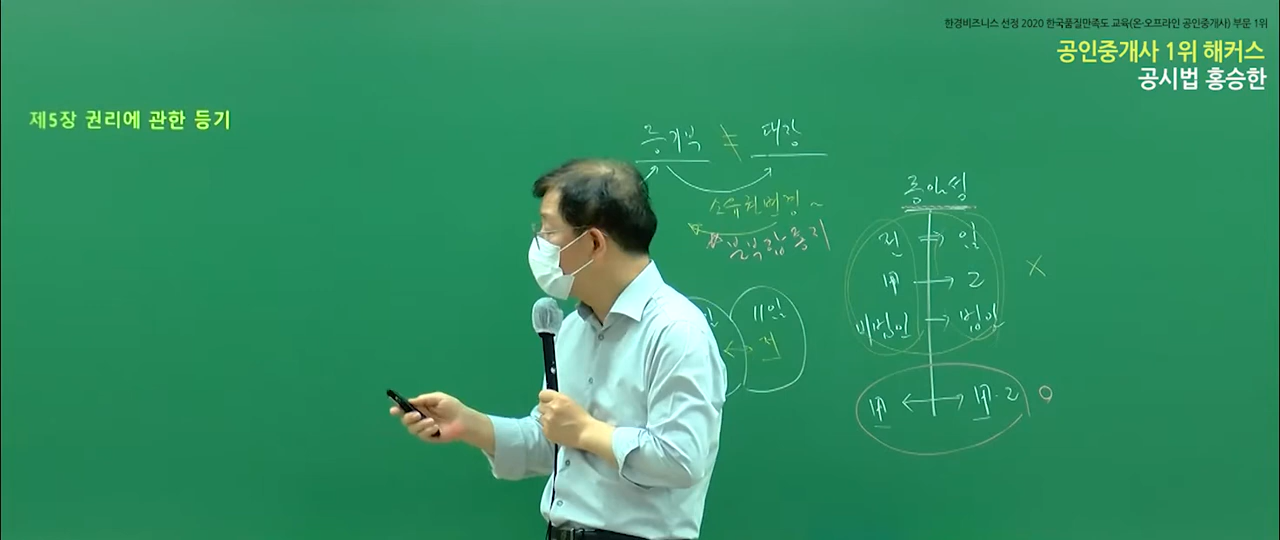 한경비즈니스 선정 2020 한국품질만족도 교육(온·오프라인 공인중개사) 부문 1위
공인중개사 1위 해커스
공시법 홍승한
제5장 권리에 관한 등기
등기부 ≠ 대장
소유권변경 ~
동일성
전 ⇒ 일
甲 → 乙
비법인 → 법인
X
11일
전
甲 ↔ 甲·乙